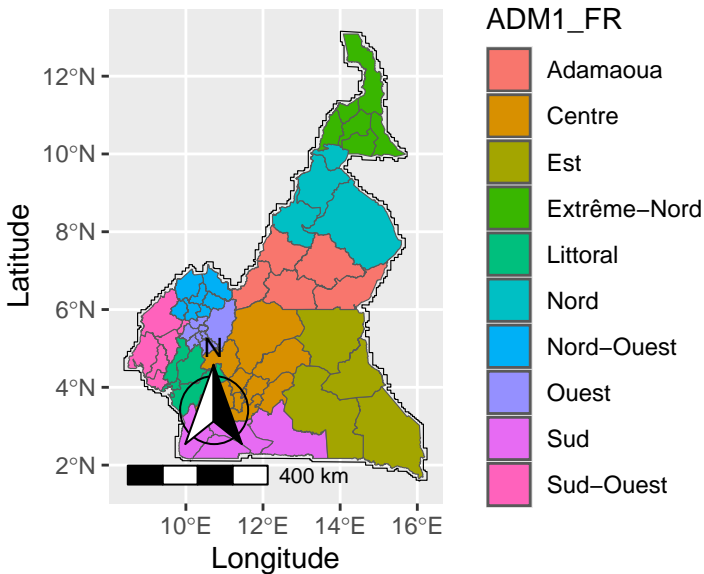 ADM1_FR
Adamaoua
Centre
Est
Extrême−Nord
Littoral
Nord
Nord−Ouest
Ouest
Sud
Sud−Ouest
12°N
10°N
8°N
6°N
4°N
2°N
Latitude
N
400 km
10°E 12°E 14°E 16°E
Longitude